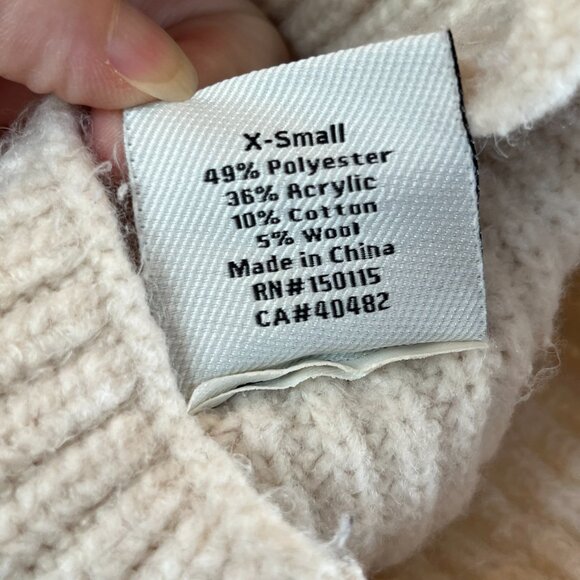 X-Small
49% Polyester
36% Acrylic
10% Cotton
5% Wool
Made in China
RN#150115
CA#40482